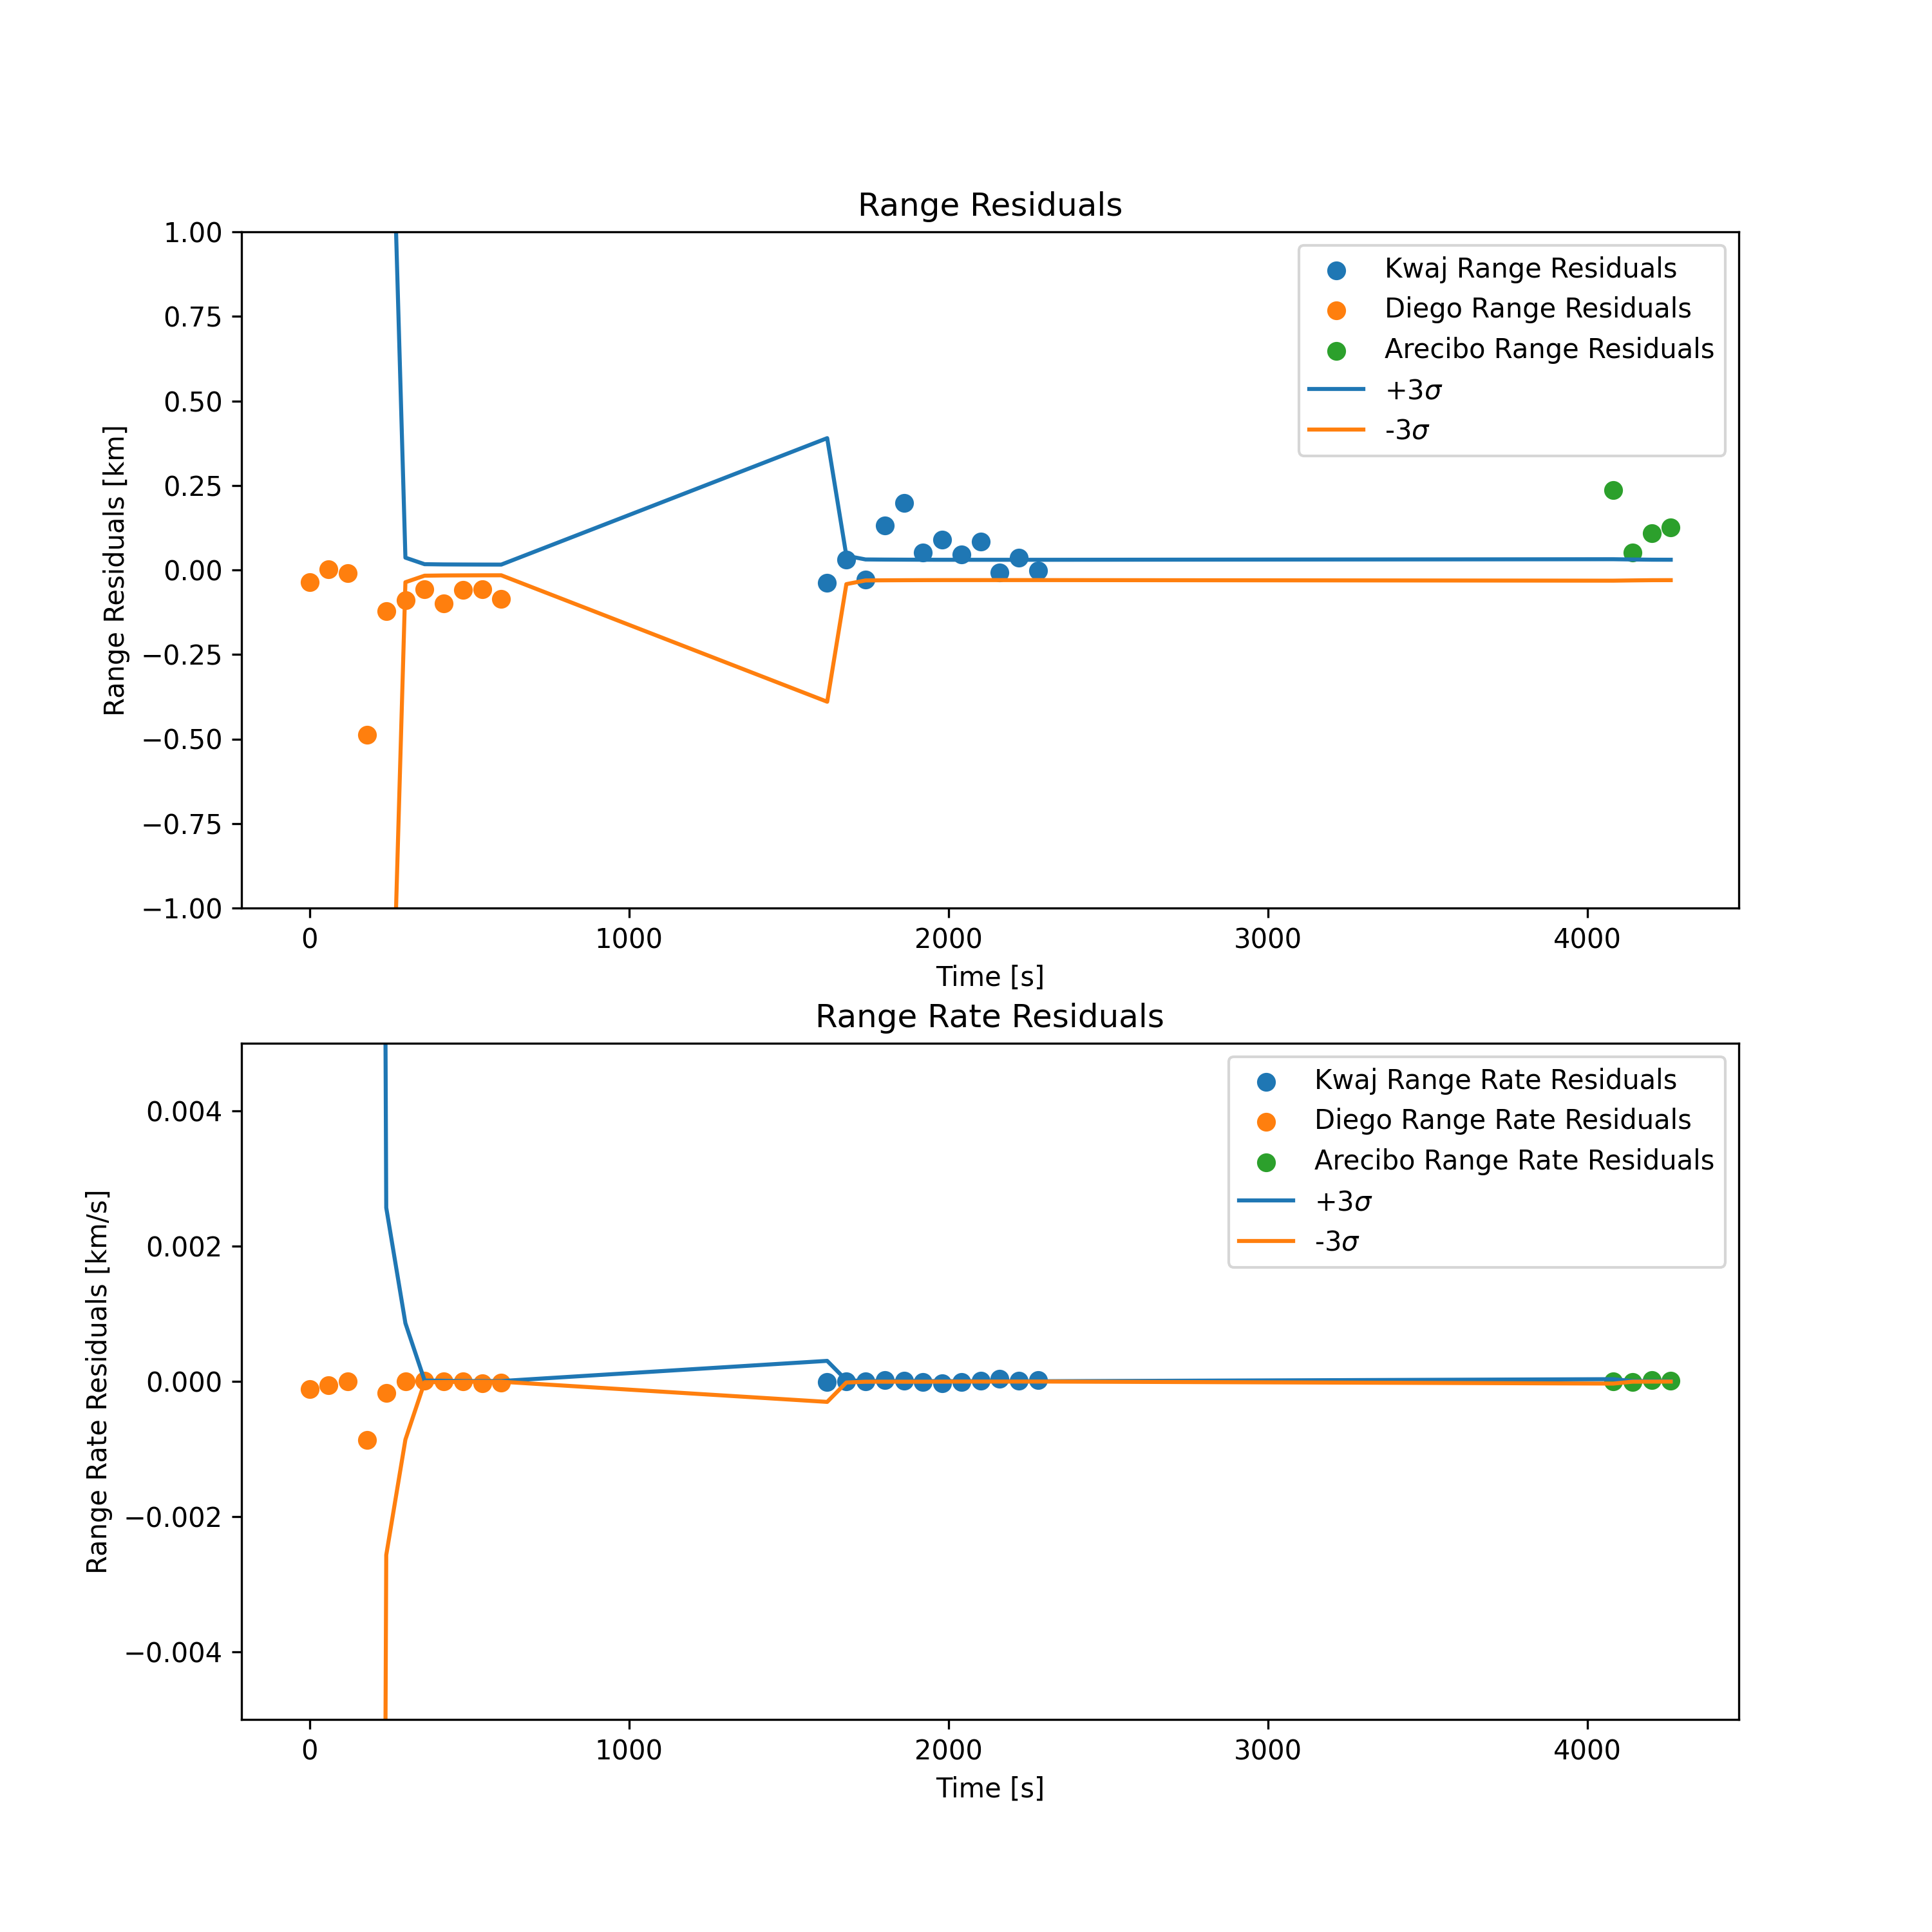 Range Residuals
1.00
0.75
0.50
0.25
0.00
−0.25
−0.50
−0.75
−1.00
Range Residuals [km]
Kwaj Range Residuals
Diego Range Residuals
Arecibo Range Residuals
+3σ
-3σ
0 1000 2000 3000 4000
Time [s]
Range Rate Residuals
0.004
0.002
0.000
−0.002
−0.004
Range Rate Residuals [km/s]
Kwaj Range Rate Residuals
Diego Range Rate Residuals
Arecibo Range Rate Residuals
+3σ
-3σ
0 1000 2000 3000 4000
Time [s]